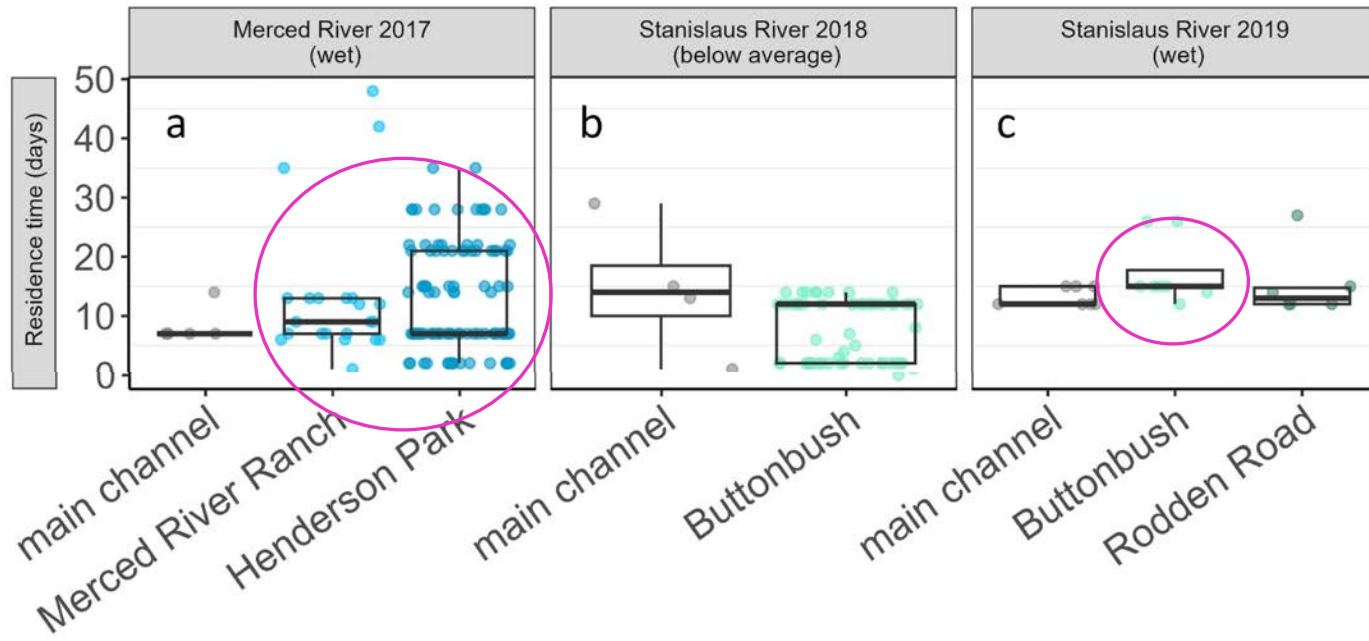 Merced River 2017
(wet)
Stanislaus River 2018
(below average)
Stanislaus River 2019
(wet)
Residence time (days)
50
40
30
20
10
0
a
b
c
main channel
Merced River Ranch
Henderson Park
main channel
Buttonbush
main channel
Buttonbush
Rodden Road